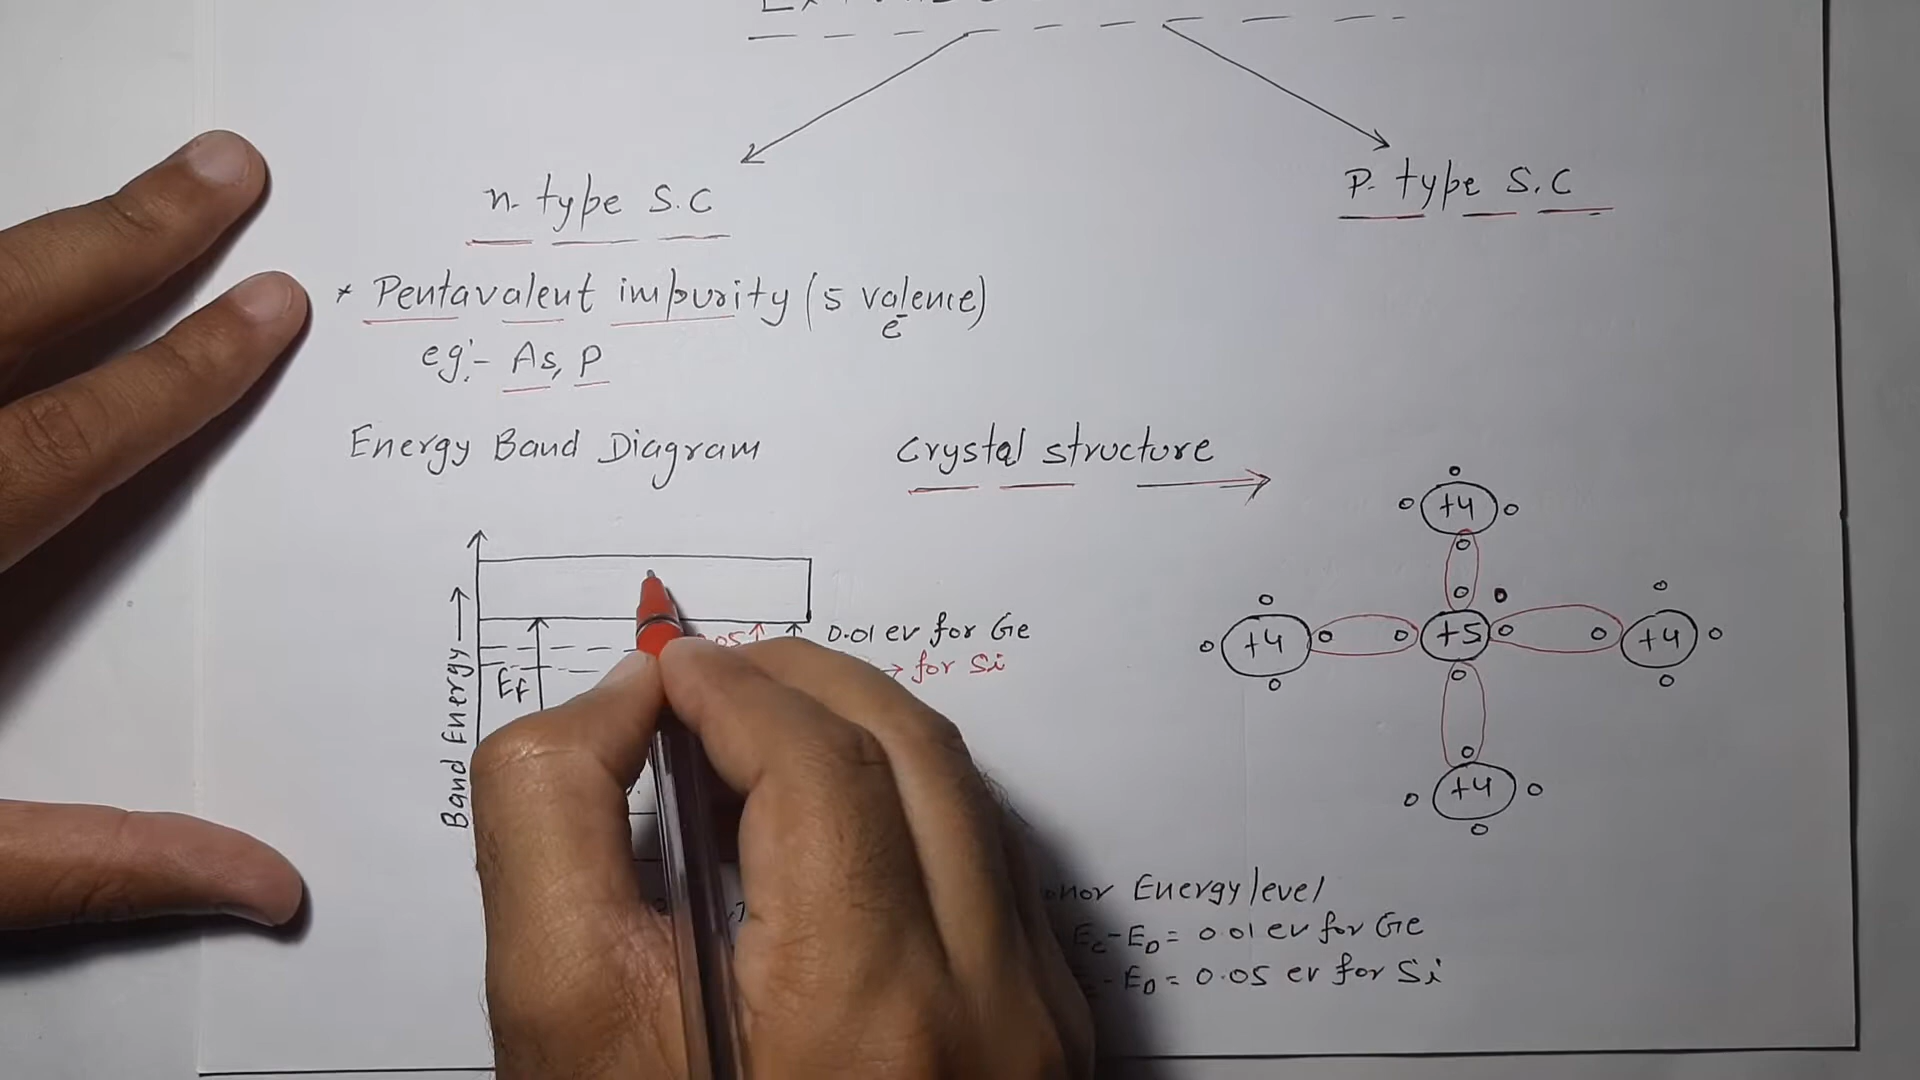 n-type S.C
P-type S.C
* Pentavalent impurity (5 valence)
e-
eg:- As, P
Energy Band Diagram
Crystal structure
+4
0.01 ev for Ge
0.05
for Si
+4
+5
+4
Ef
Band Energy
+4
Energy level
Ec-ED = 0.01 ev for Ge
-ED = 0.05 ev for Si